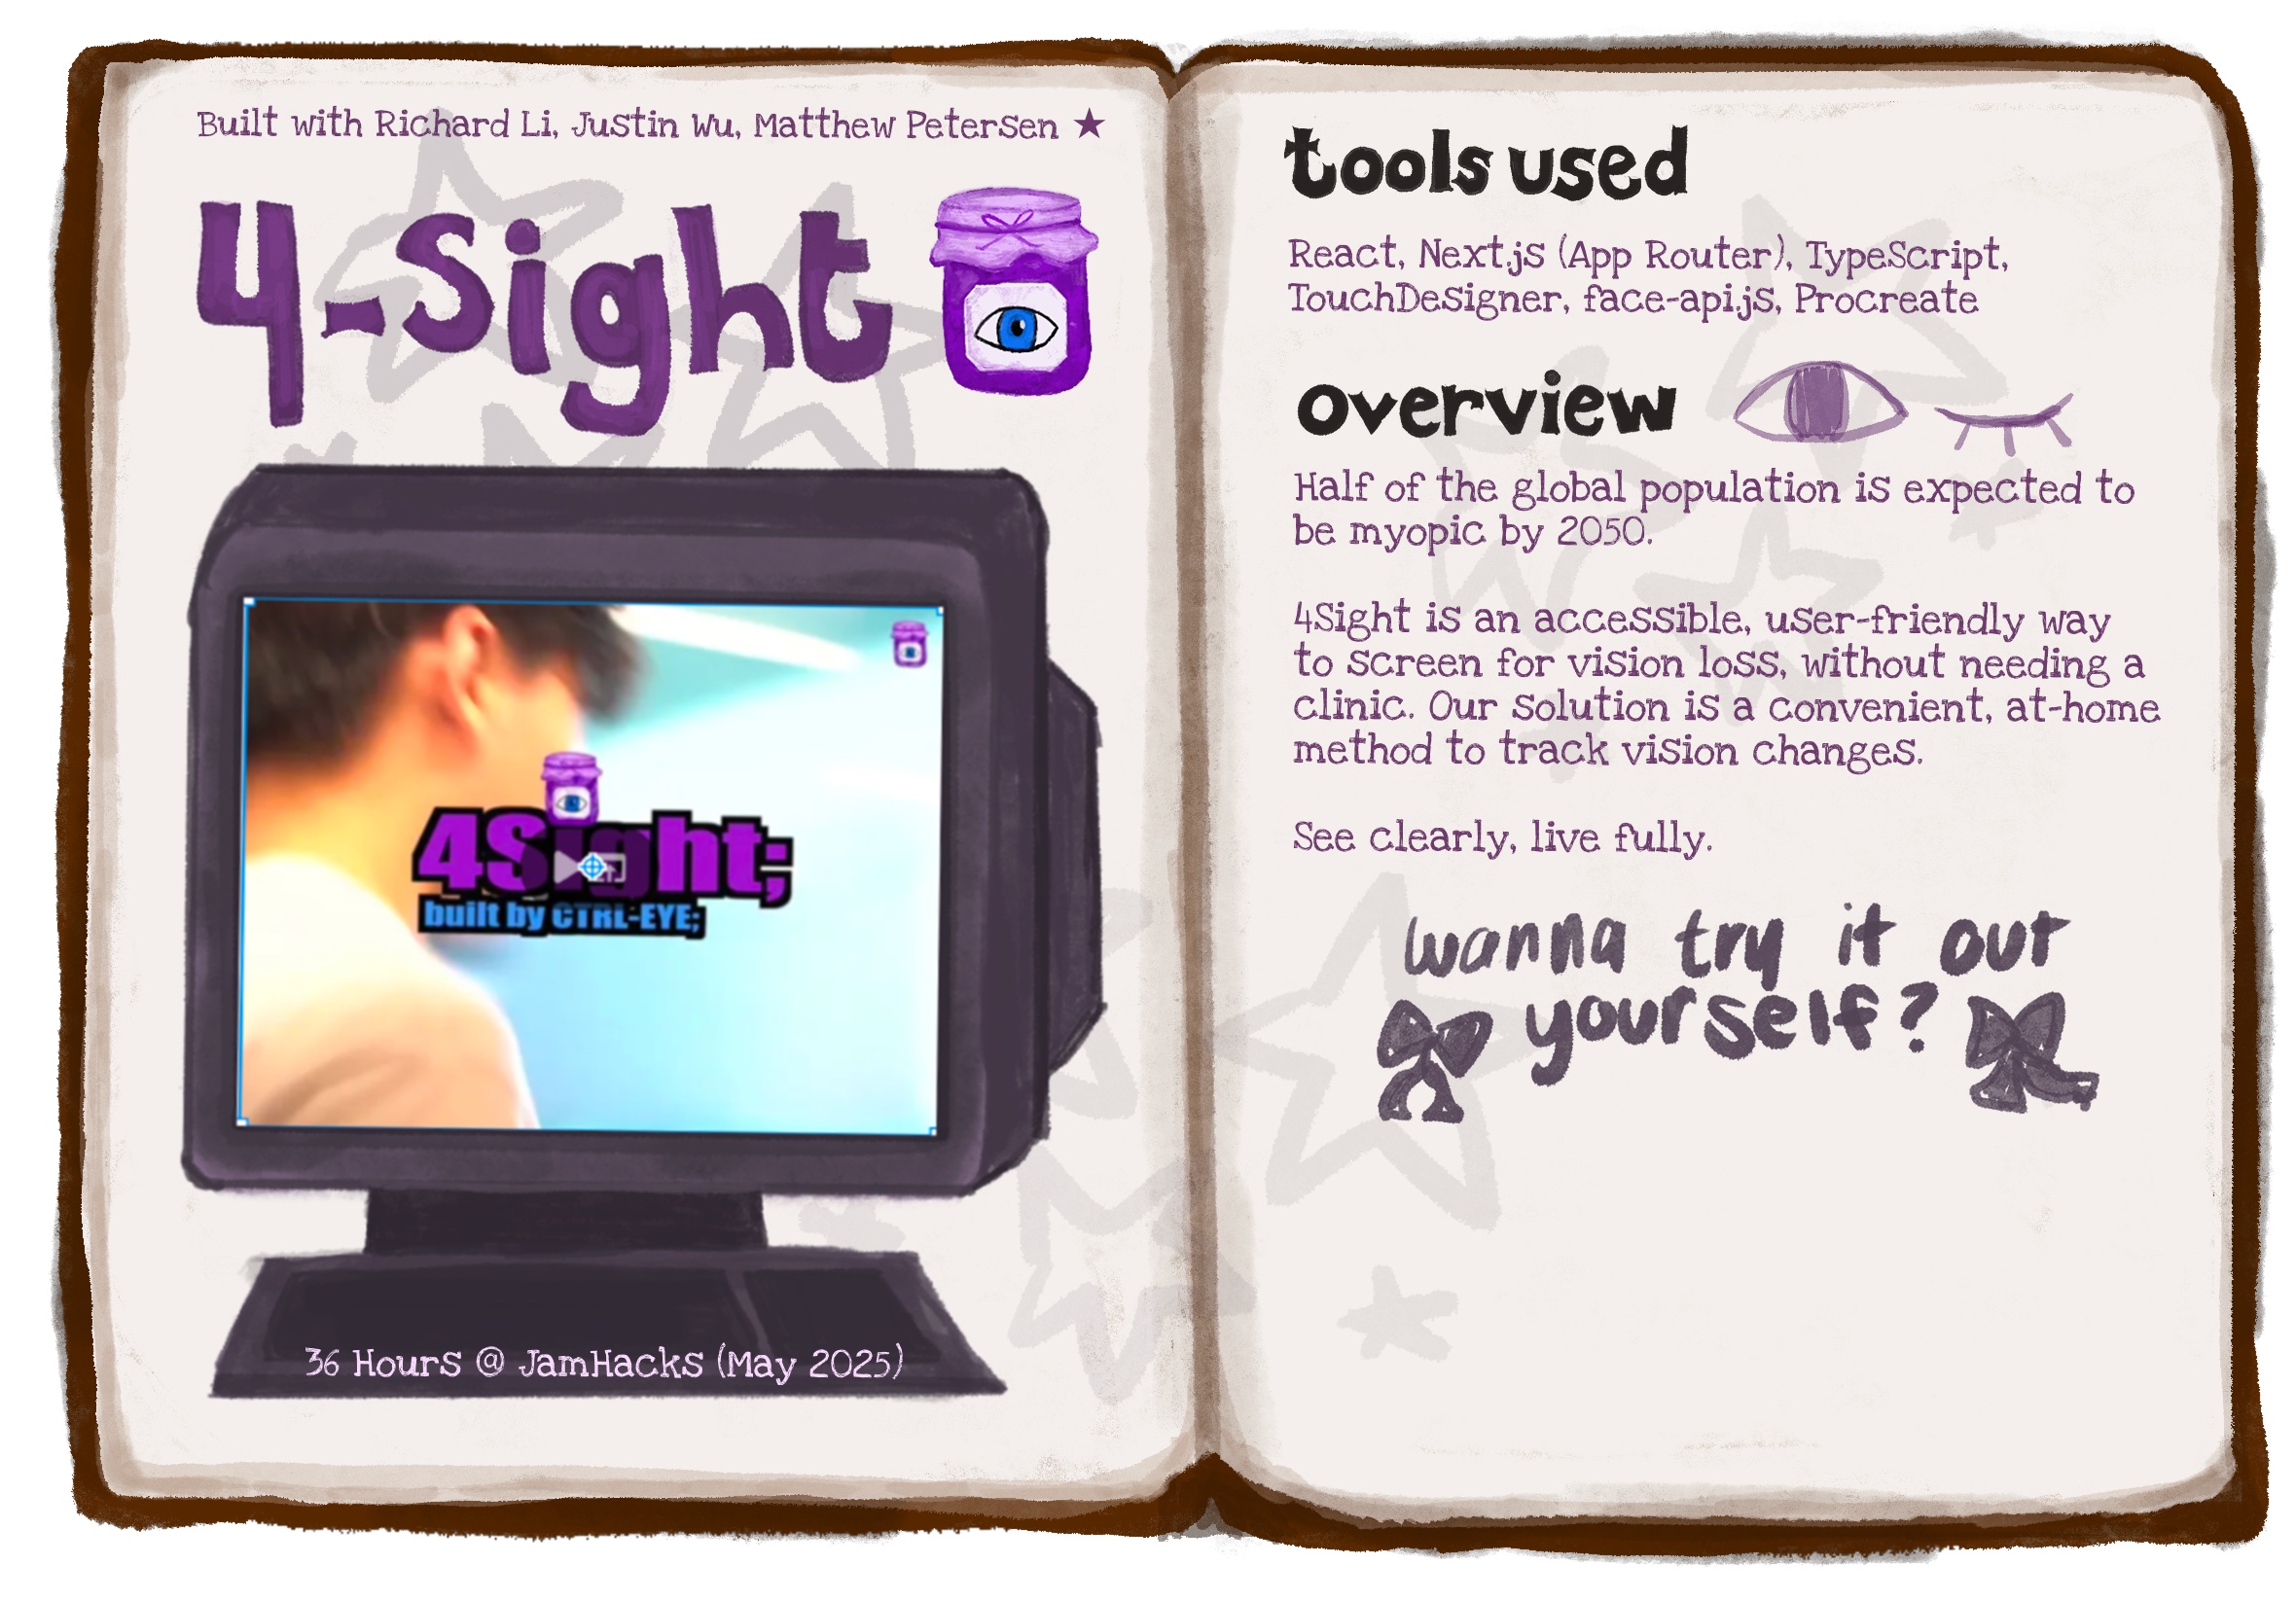 Built with Richard Li, Justin Wu, Matthew Petersen ★
4-Sight
4Sight;
built by CTRL-EYE;
36 Hours @ JamHacks (May 2025)
tools used
React, Next.js (App Router), TypeScript,
TouchDesigner, face-api.js, Procreate
overview
Half of the global population is expected to
be myopic by 2050.
4Sight is an accessible, user-friendly way
to screen for vision loss, without needing a
clinic. Our solution is a convenient, at-home
method to track vision changes.
See clearly, live fully.
wanna try it out
yourself?